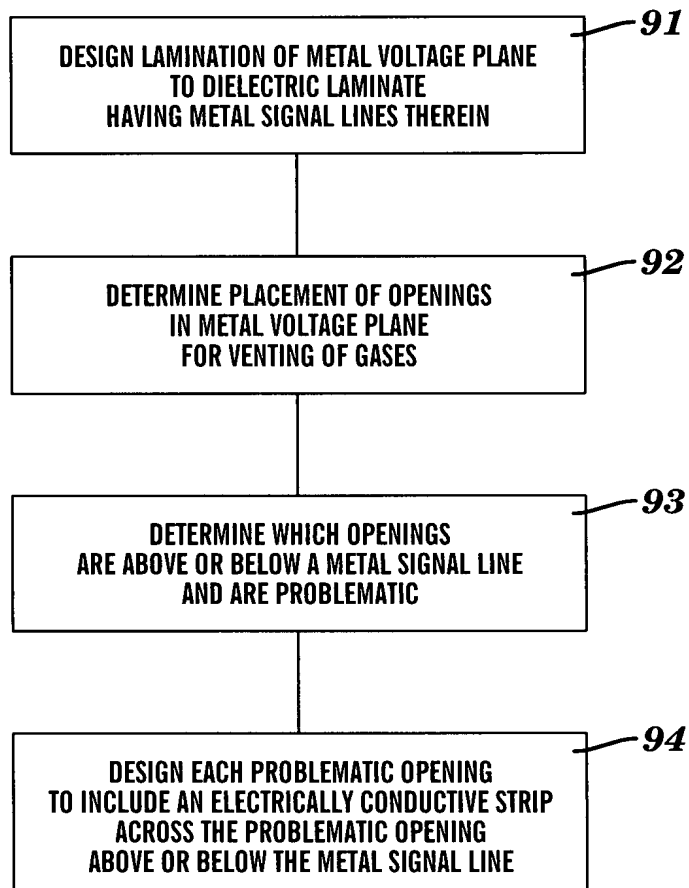 91
DESIGN LAMINATION OF METAL VOLTAGE PLANE
TO DIELECTRIC LAMINATE
HAVING METAL SIGNAL LINES THEREIN
92
DETERMINE PLACEMENT OF OPENINGS
IN METAL VOLTAGE PLANE
FOR VENTING OF GASES
93
DETERMINE WHICH OPENINGS
ARE ABOVE OR BELOW A METAL SIGNAL LINE
AND ARE PROBLEMATIC
94
DESIGN EACH PROBLEMATIC OPENING
TO INCLUDE AN ELECTRICALLY CONDUCTIVE STRIP
ACROSS THE PROBLEMATIC OPENING
ABOVE OR BELOW THE METAL SIGNAL LINE